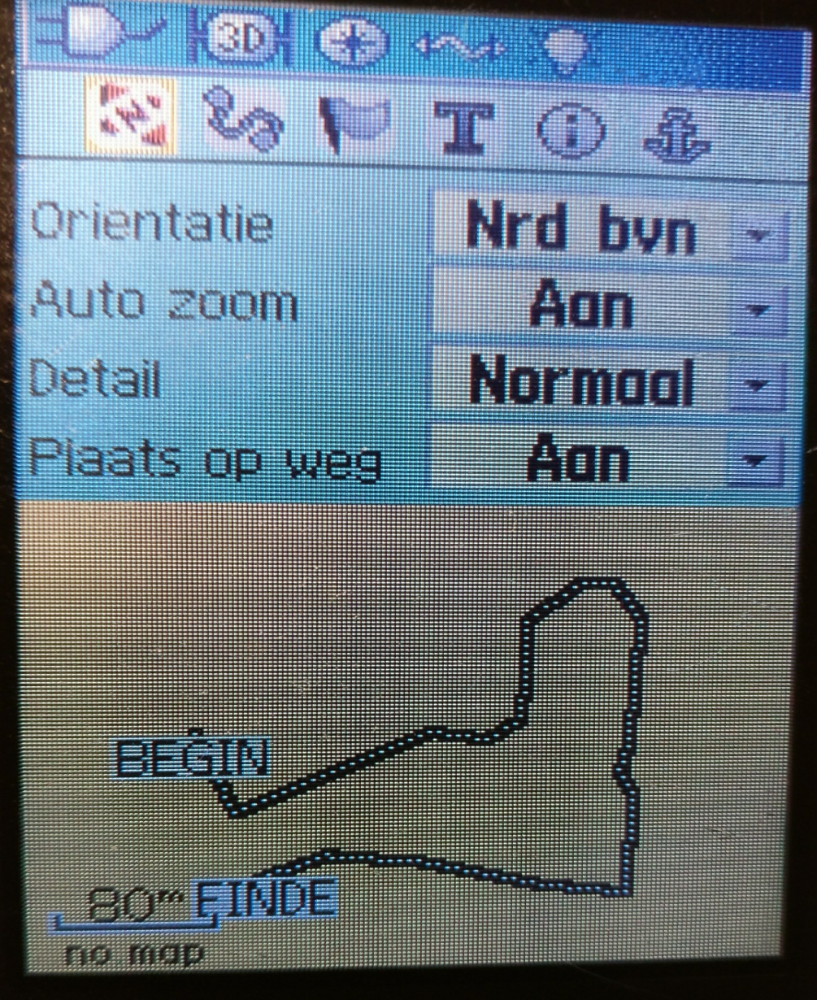 3D
T i
Orientatie Nrd bvn
Auto zoom Aan
Detail Normaal
Plaats op weg Aan
BEGIN
80m EINDE
no map